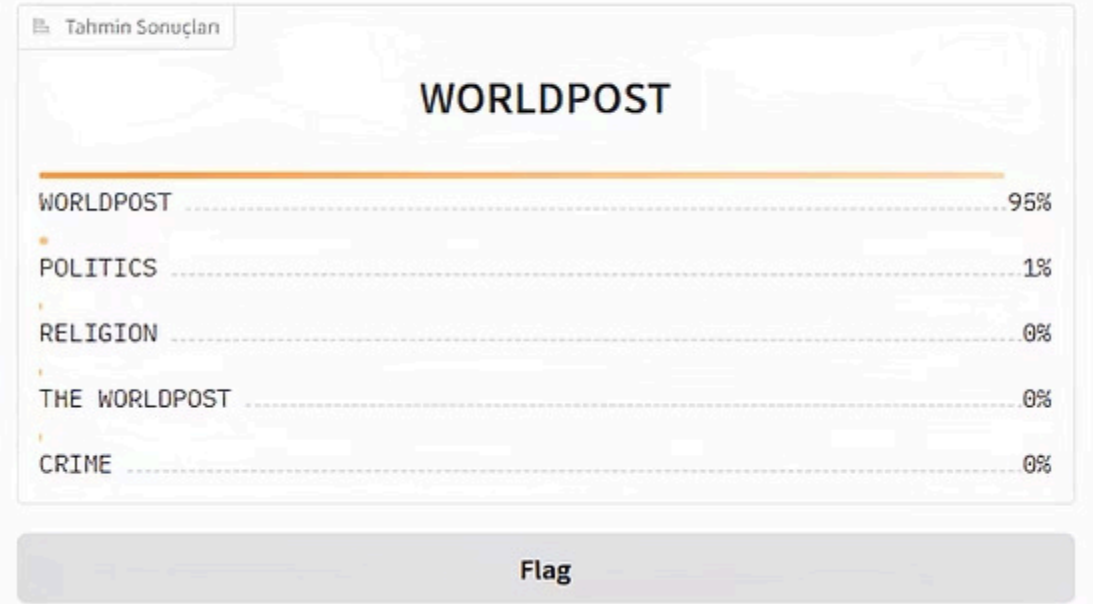 Tahmin Sonuçları
WORLDPOST
WORLDPOST 95%
POLITICS 1%
RELIGION 0%
THE WORLDPOST 0%
CRIME 0%
Flag